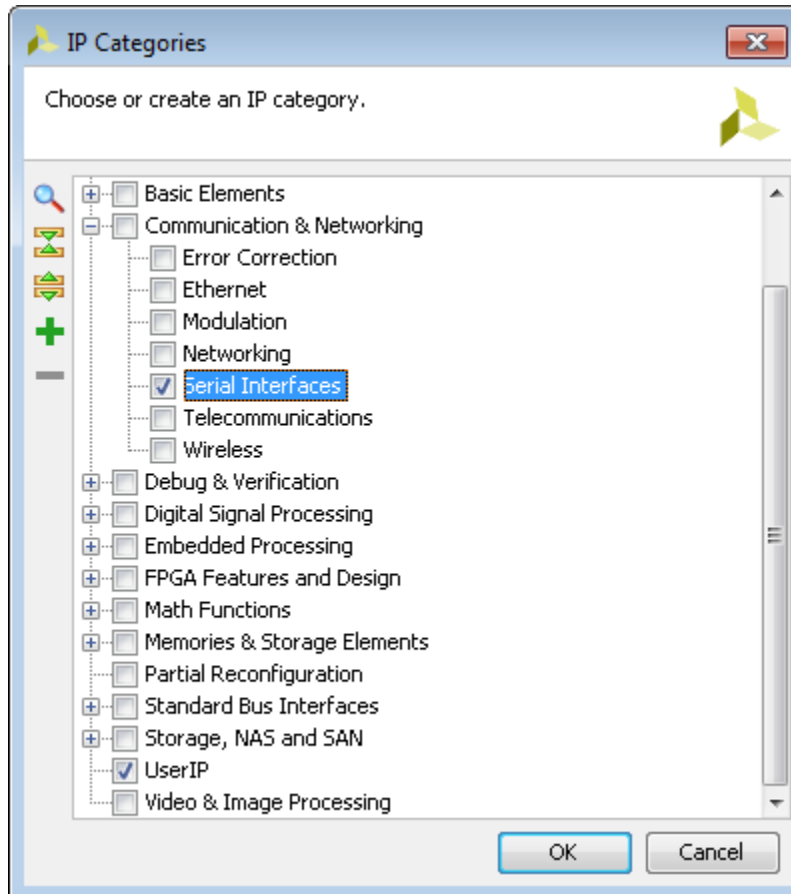 IP Categories
Choose or create an IP category.
Basic Elements
Communication & Networking
Error Correction
Ethernet
Modulation
Networking
Serial Interfaces
Telecommunications
Wireless
Debug & Verification
Digital Signal Processing
Embedded Processing
FPGA Features and Design
Math Functions
Memories & Storage Elements
Partial Reconfiguration
Standard Bus Interfaces
Storage, NAS and SAN
UserIP
Video & Image Processing
OK Cancel